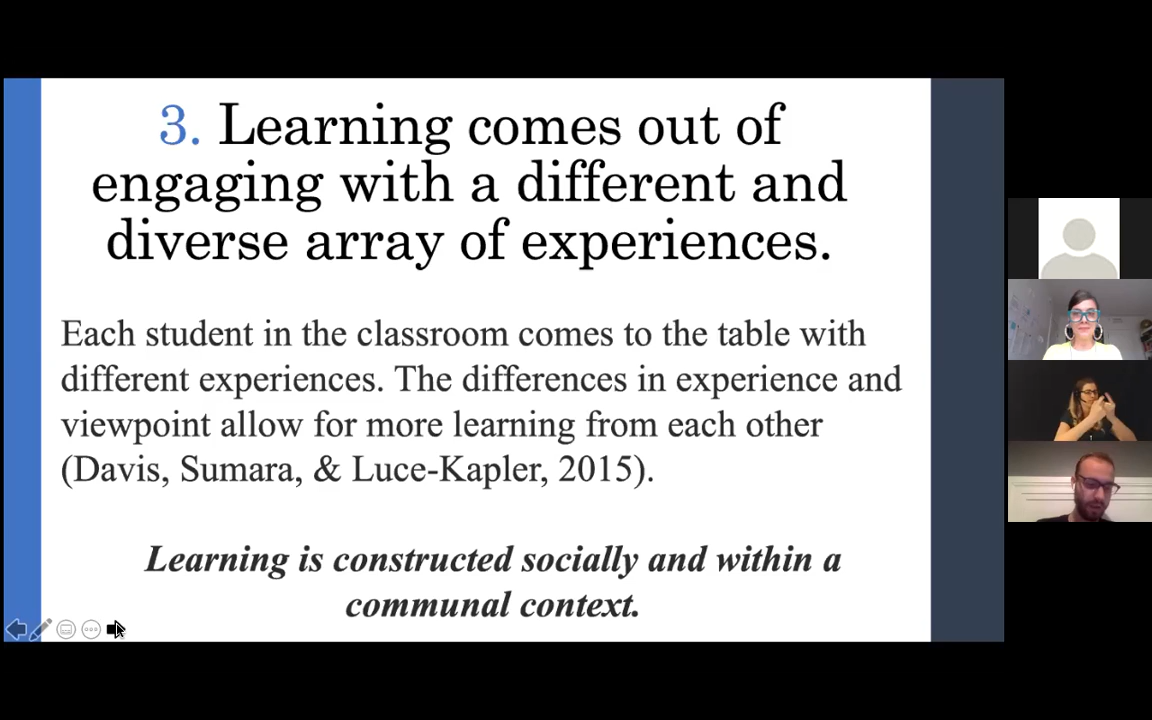 3. Learning comes out of
engaging with a different and
diverse array of experiences.
Each student in the classroom comes to the table with
different experiences. The differences in experience and
viewpoint allow for more learning from each other
(Davis, Sumara, & Luce-Kapler, 2015).
Learning is constructed socially and within a
communal context.